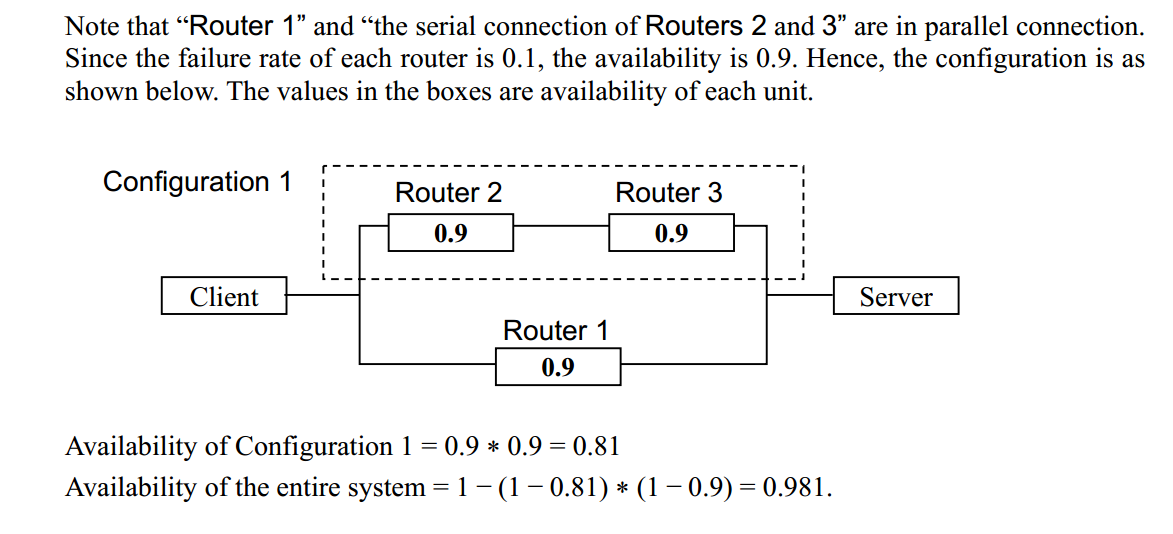 Note that “Router 1” and “the serial connection of Routers 2 and 3” are in parallel connection.
Since the failure rate of each router is 0.1, the availability is 0.9. Hence, the configuration is as
shown below. The values in the boxes are availability of each unit.
Configuration 1
Router 2
Router 3
0.9
0.9
Client
Server
Router 1
0.9
Availability of Configuration 1 = 0.9 * 0.9 = 0.81
Availability of the entire system = 1 – (1 – 0.81) * (1 – 0.9) = 0.981.